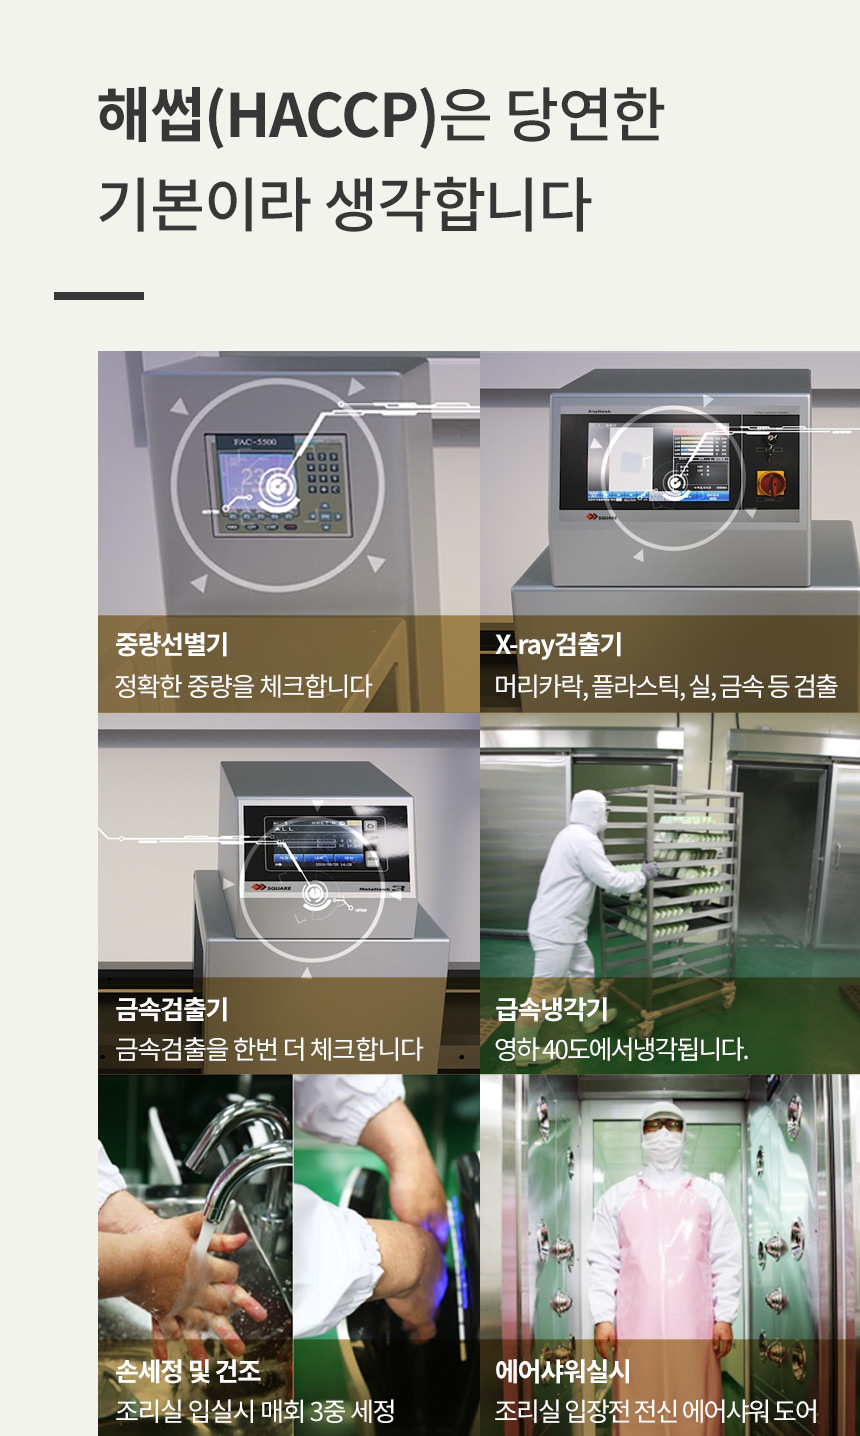 해썹(HACCP)은 당연한
기본이라 생각합니다
FAC-5500
XrayHawk
SQUARE
중량선별기
정확한 중량을 체크합니다
X-ray검출기
머리카락, 플라스틱, 실, 금속 등 검출
ALL
SQUARE
MetalHawk 3
금속검출기
금속검출을 한번 더 체크합니다
급속냉각기
영하 40도에서냉각됩니다.
손세정 및 건조
조리실 입실시 매회 3중 세정
에어샤워실시
조리실 입장전 전신 에어샤워 도어